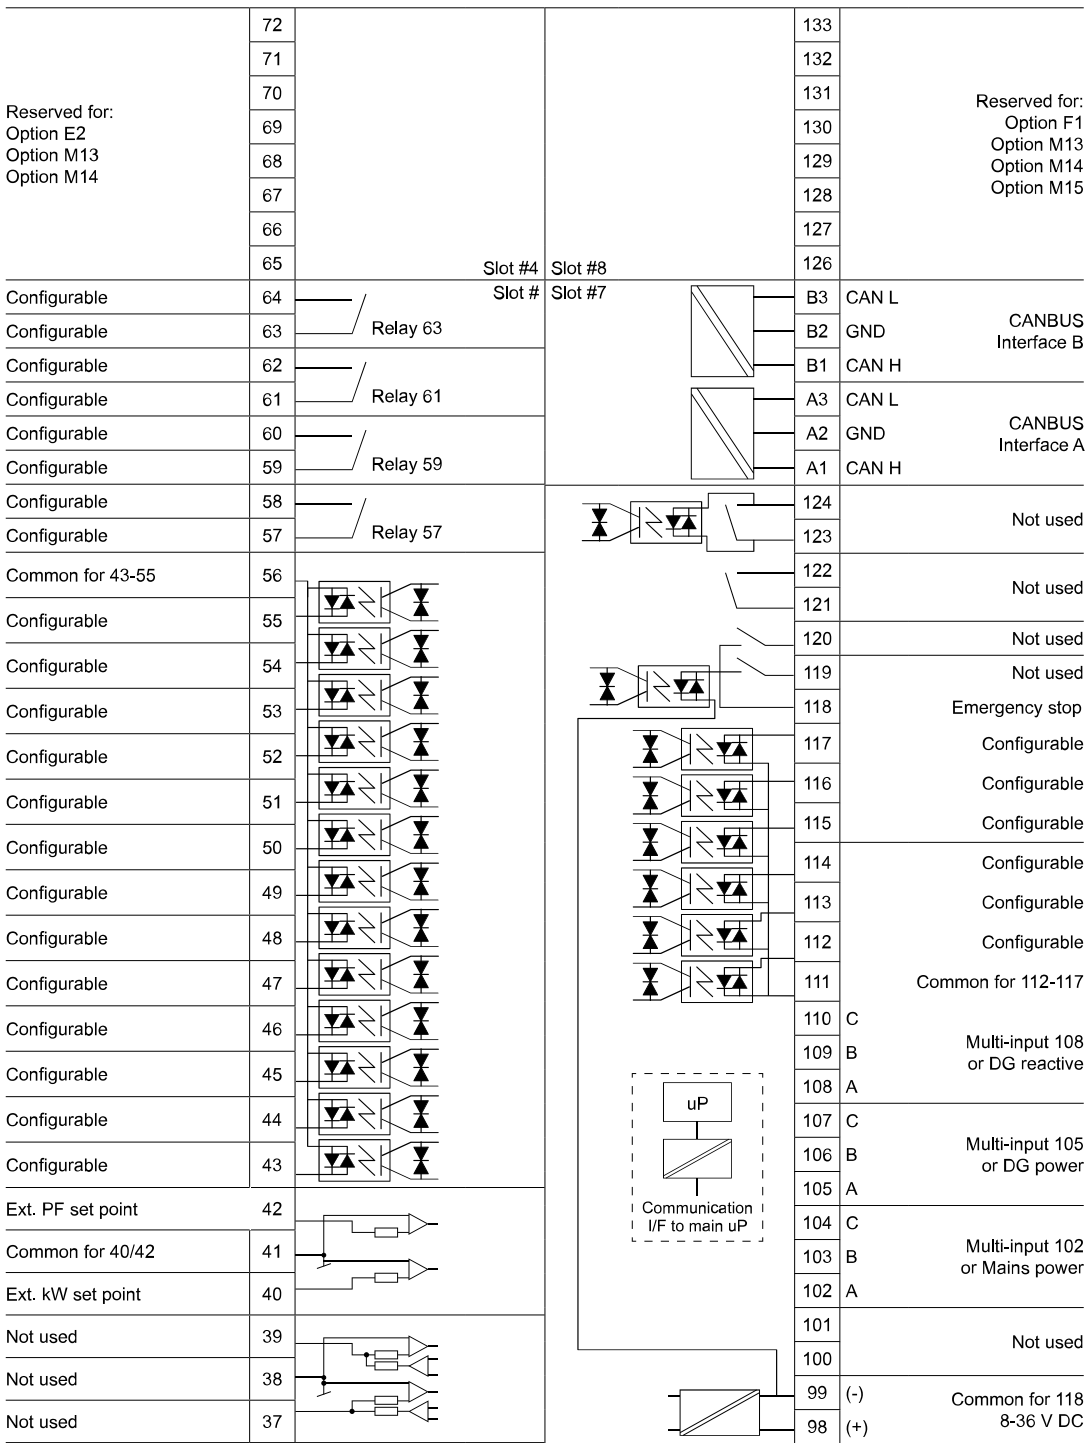 72
71
70
69
68
67
66
65
Reserved for:
Option E2
Option M13
Option M14
Slot #4
Slot #8
133
132
131
130
129
128
127
126
Reserved for:
Option F1
Option M13
Option M14
Option M15
Slot #
Slot #7
Configurable 64
Configurable 63
Relay 63
Configurable 62
Configurable 61
Relay 61
Configurable 60
Configurable 59
Relay 59
Configurable 58
Configurable 57
Relay 57
Common for 43-55 56
Configurable 55
Configurable 54
Configurable 53
Configurable 52
Configurable 51
Configurable 50
Configurable 49
Configurable 48
Configurable 47
Configurable 46
Configurable 45
Configurable 44
Configurable 43
Ext. PF set point 42
Common for 40/42 41
Ext. kW set point 40
Not used 39
Not used 38
Not used 37
B3 CAN L
B2 GND
B1 CAN H
CANBUS
Interface B
A3 CAN L
A2 GND
A1 CAN H
CANBUS
Interface A
124
123
Not used
122
121
Not used
120 Not used
119 Not used
118 Emergency stop
117 Configurable
116 Configurable
115 Configurable
114 Configurable
113 Configurable
112 Configurable
111 Common for 112-117
110 C
109 B
108 A
Multi-input 108
or DG reactive
107 C
106 B
105 A
Multi-input 105
or DG power
104 C
103 B
102 A
Multi-input 102
or Mains power
101
100
Not used
99 (-)
98 (+)
Common for 118
8-36 V DC
uP
Communication
I/F to main uP